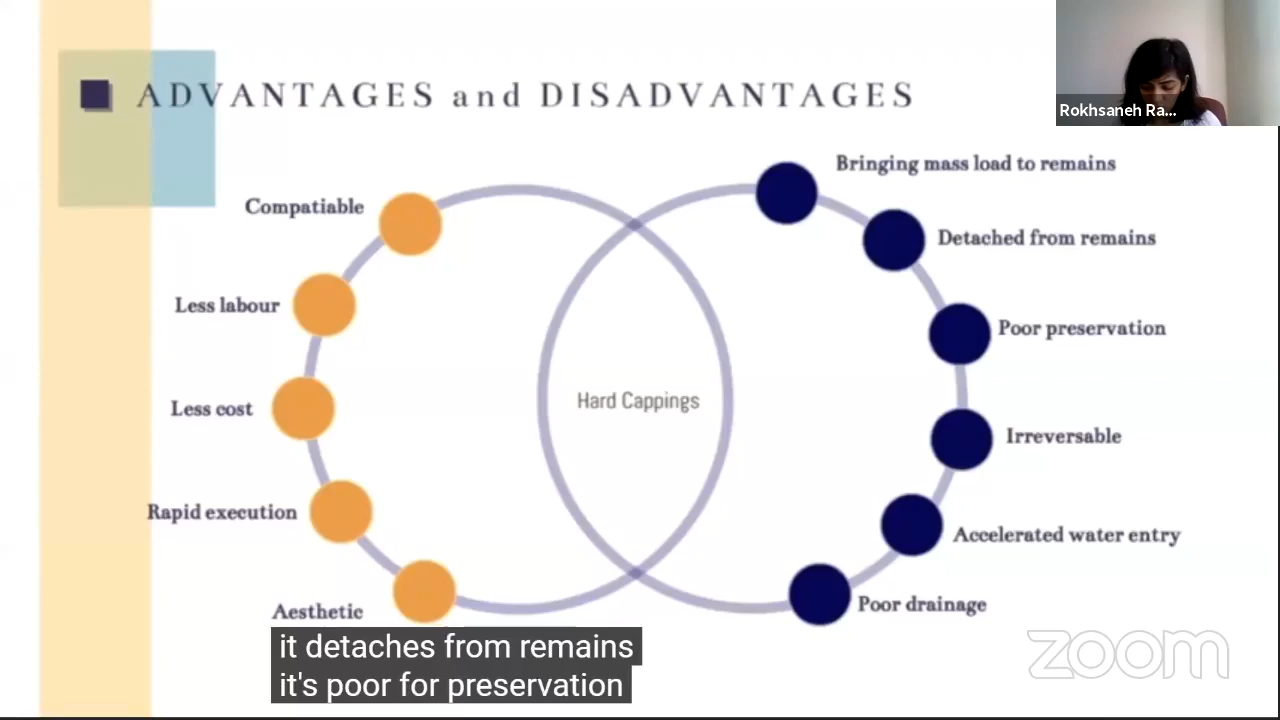 ADVANTAGES and DISADVANTAGES
Rokhsaneh Ra...
Compatiable
Less labour
Less cost
Rapid execution
Aesthetic
Hard Cappings
Bringing mass load to remains
Detached from remains
Poor preservation
Irreversable
Accelerated water entry
Poor drainage
it detaches from remains
it's poor for preservation
zoom